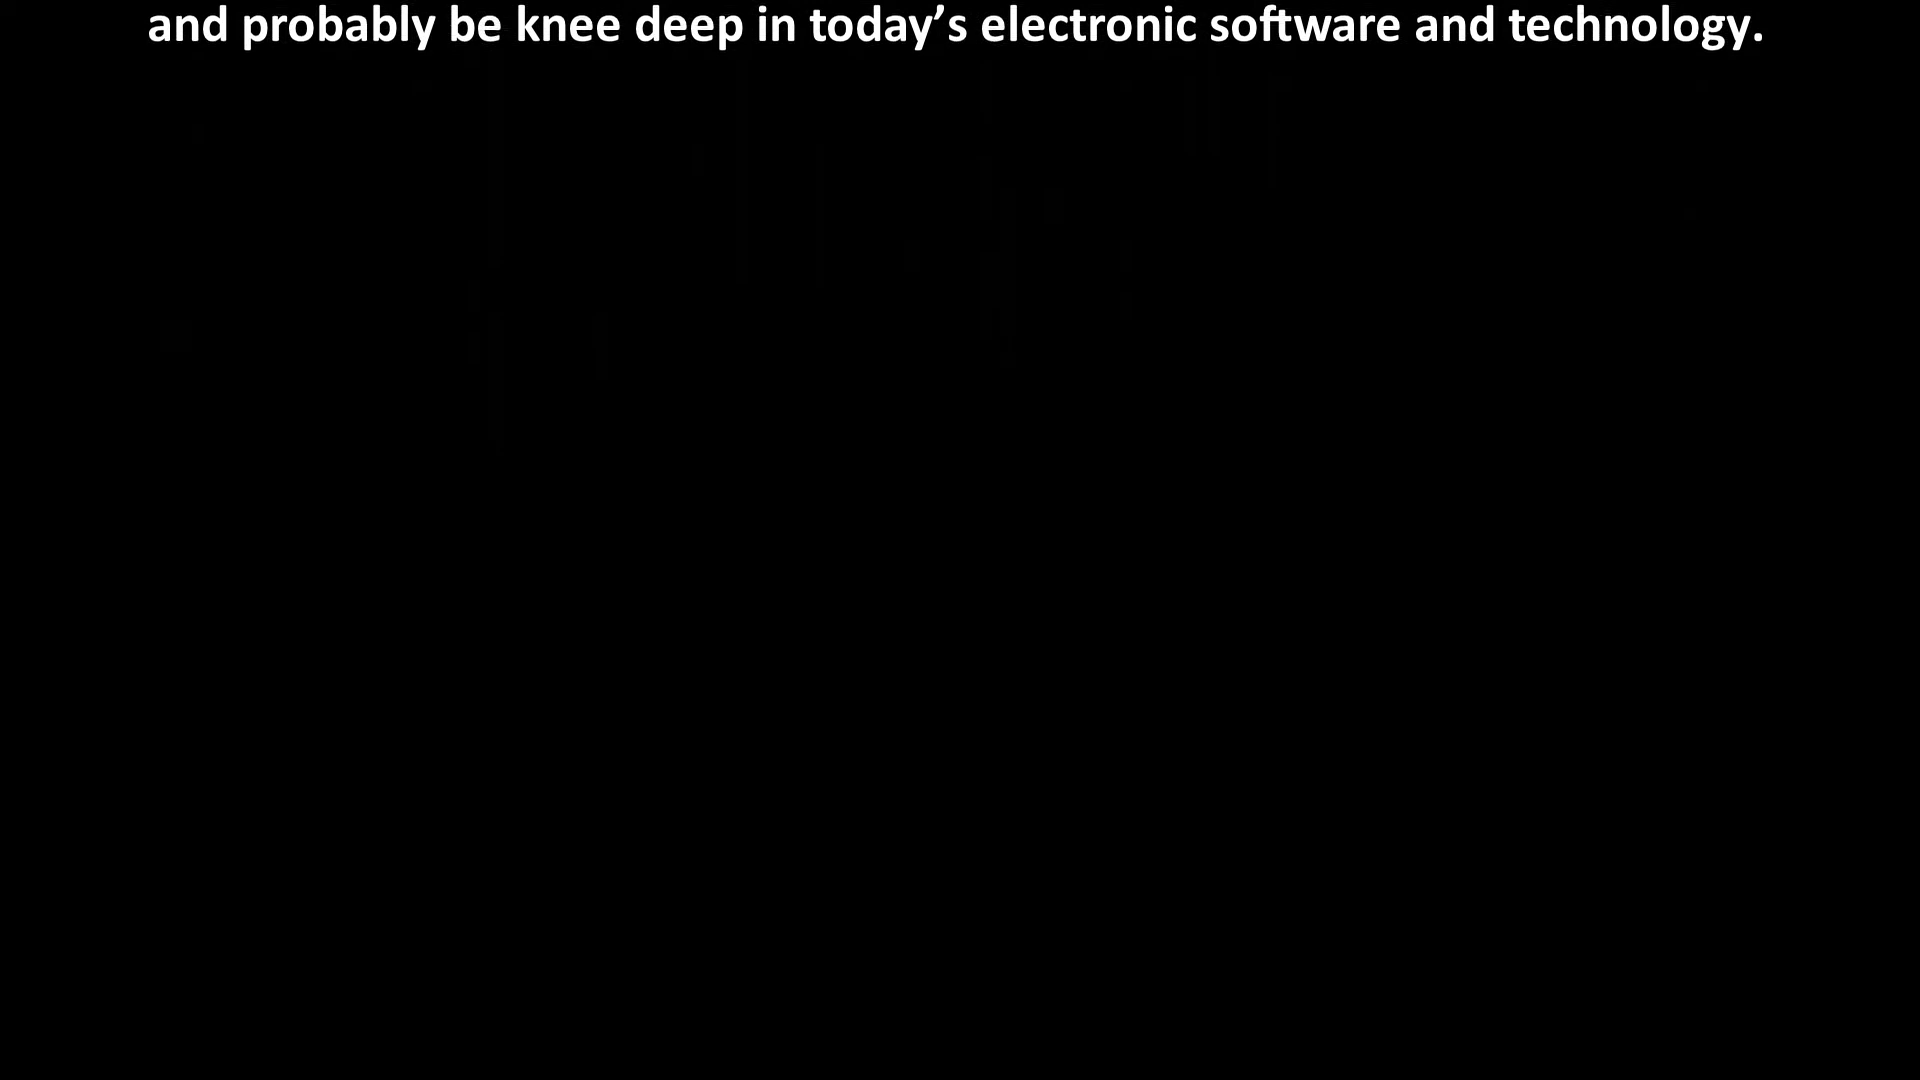 and probably be knee deep in today’s electronic software and technology.